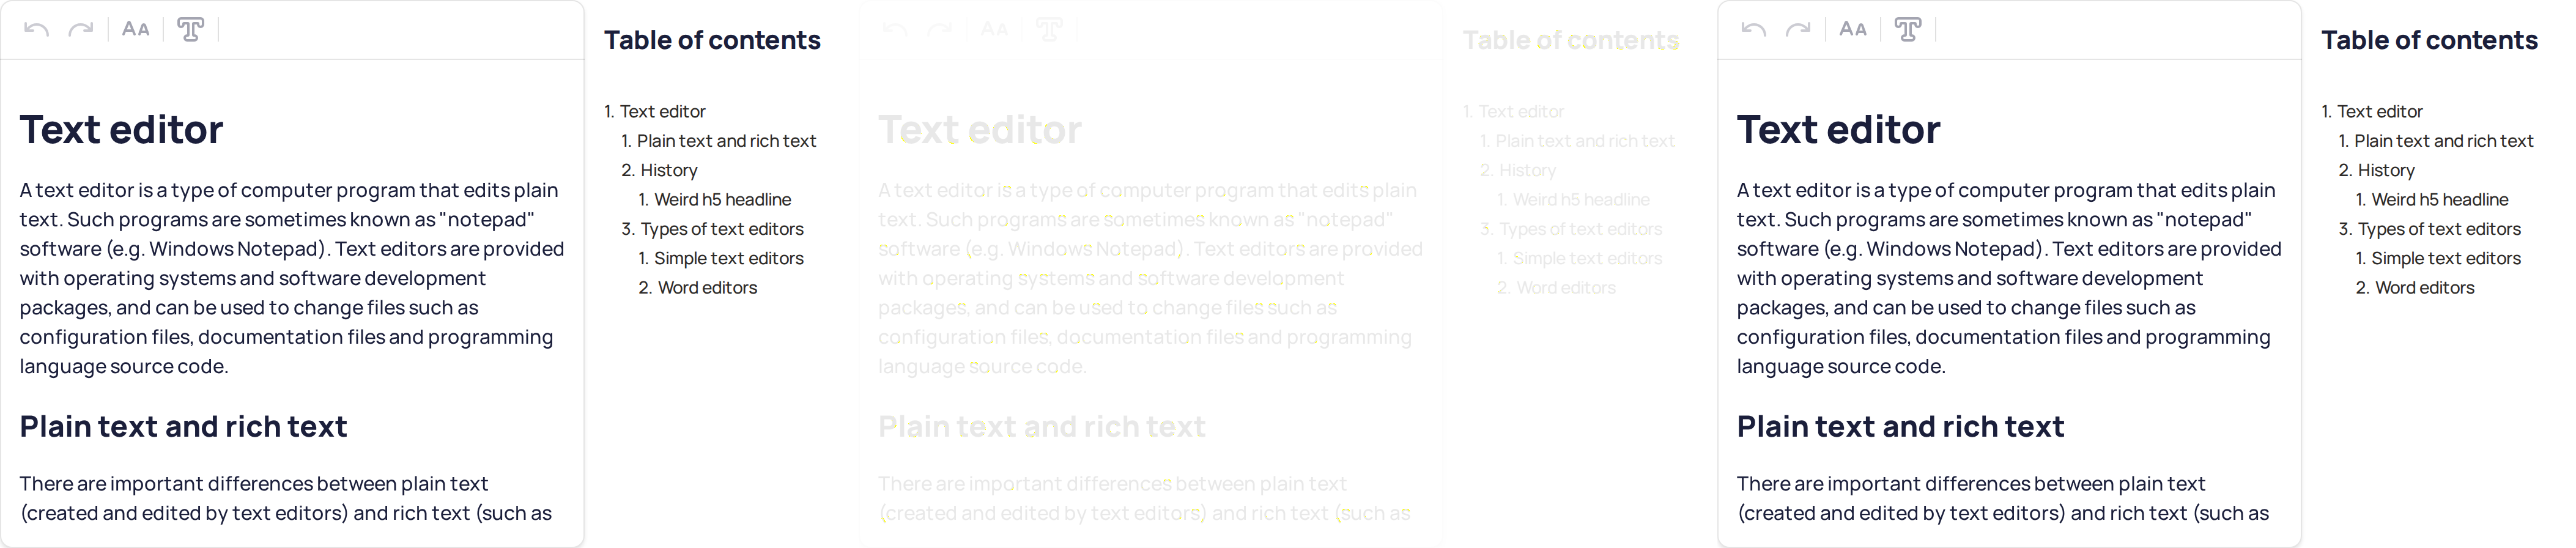 AA T
Table of contents
Text editor
A text editor is a type of computer program that edits plain
text. Such programs are sometimes known as "notepad"
software (e.g. Windows Notepad). Text editors are provided
with operating systems and software development
packages, and can be used to change files such as
configuration files, documentation files and programming
language source code.
Plain text and rich text
There are important differences between plain text
(created and edited by text editors) and rich text (such as
1. Text editor
1. Plain text and rich text
2. History
1. Weird h5 headline
3. Types of text editors
1. Simple text editors
2. Word editors
AA T
Table of contents
Text editor
A text editor is a type of computer program that edits plain
text. Such programs are sometimes known as "notepad"
software (e.g. Windows Notepad). Text editors are provided
with operating systems and software development
packages, and can be used to change files such as
configuration files, documentation files and programming
language source code.
Plain text and rich text
There are important differences between plain text
(created and edited by text editors) and rich text (such as
1. Text editor
1. Plain text and rich text
2. History
1. Weird h5 headline
3. Types of text editors
1. Simple text editors
2. Word editors
AA T
Table of contents
Text editor
A text editor is a type of computer program that edits plain
text. Such programs are sometimes known as "notepad"
software (e.g. Windows Notepad). Text editors are provided
with operating systems and software development
packages, and can be used to change files such as
configuration files, documentation files and programming
language source code.
Plain text and rich text
There are important differences between plain text
(created and edited by text editors) and rich text (such as
1. Text editor
1. Plain text and rich text
2. History
1. Weird h5 headline
3. Types of text editors
1. Simple text editors
2. Word editors